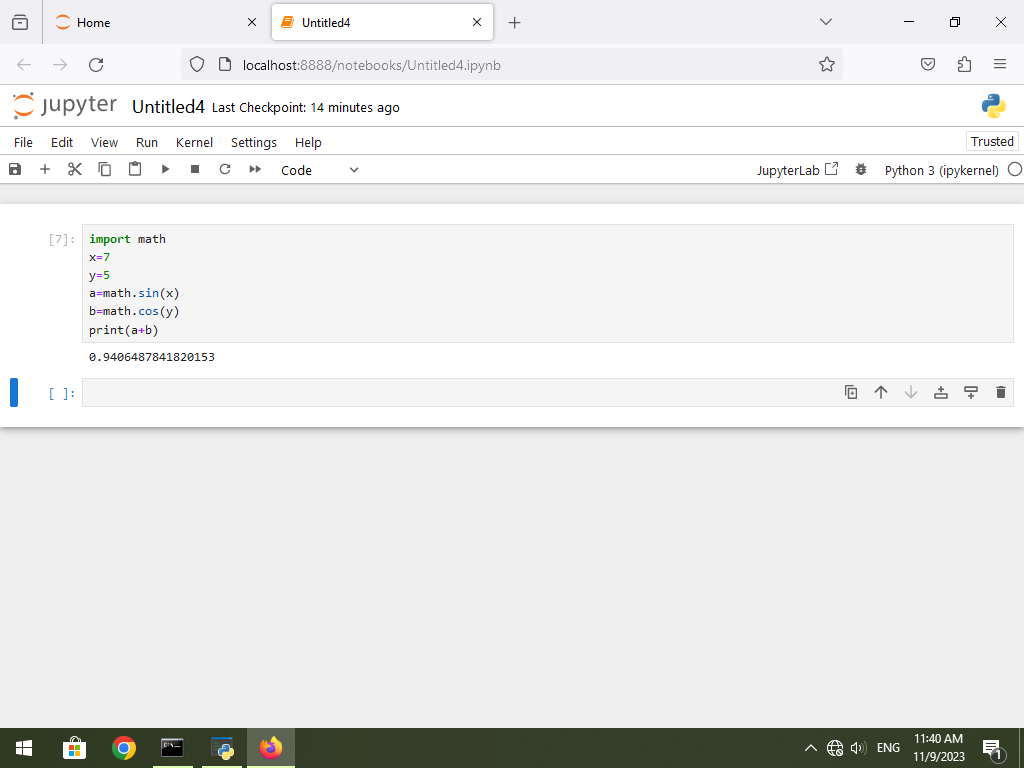 Home
Untitled4
localhost:8888/notebooks/Untitled4.ipynb
jupyter Untitled4 Last Checkpoint: 14 minutes ago
File Edit View Run Kernel Settings Help Trusted
Code JupyterLab Python 3 (ipykernel)
[7]: import math
x=7
y=5
a=math.sin(x)
b=math.cos(y)
print(a+b)
0.9406487841820153
[ ]:
ENG
11:40 AM
11/9/2023
1